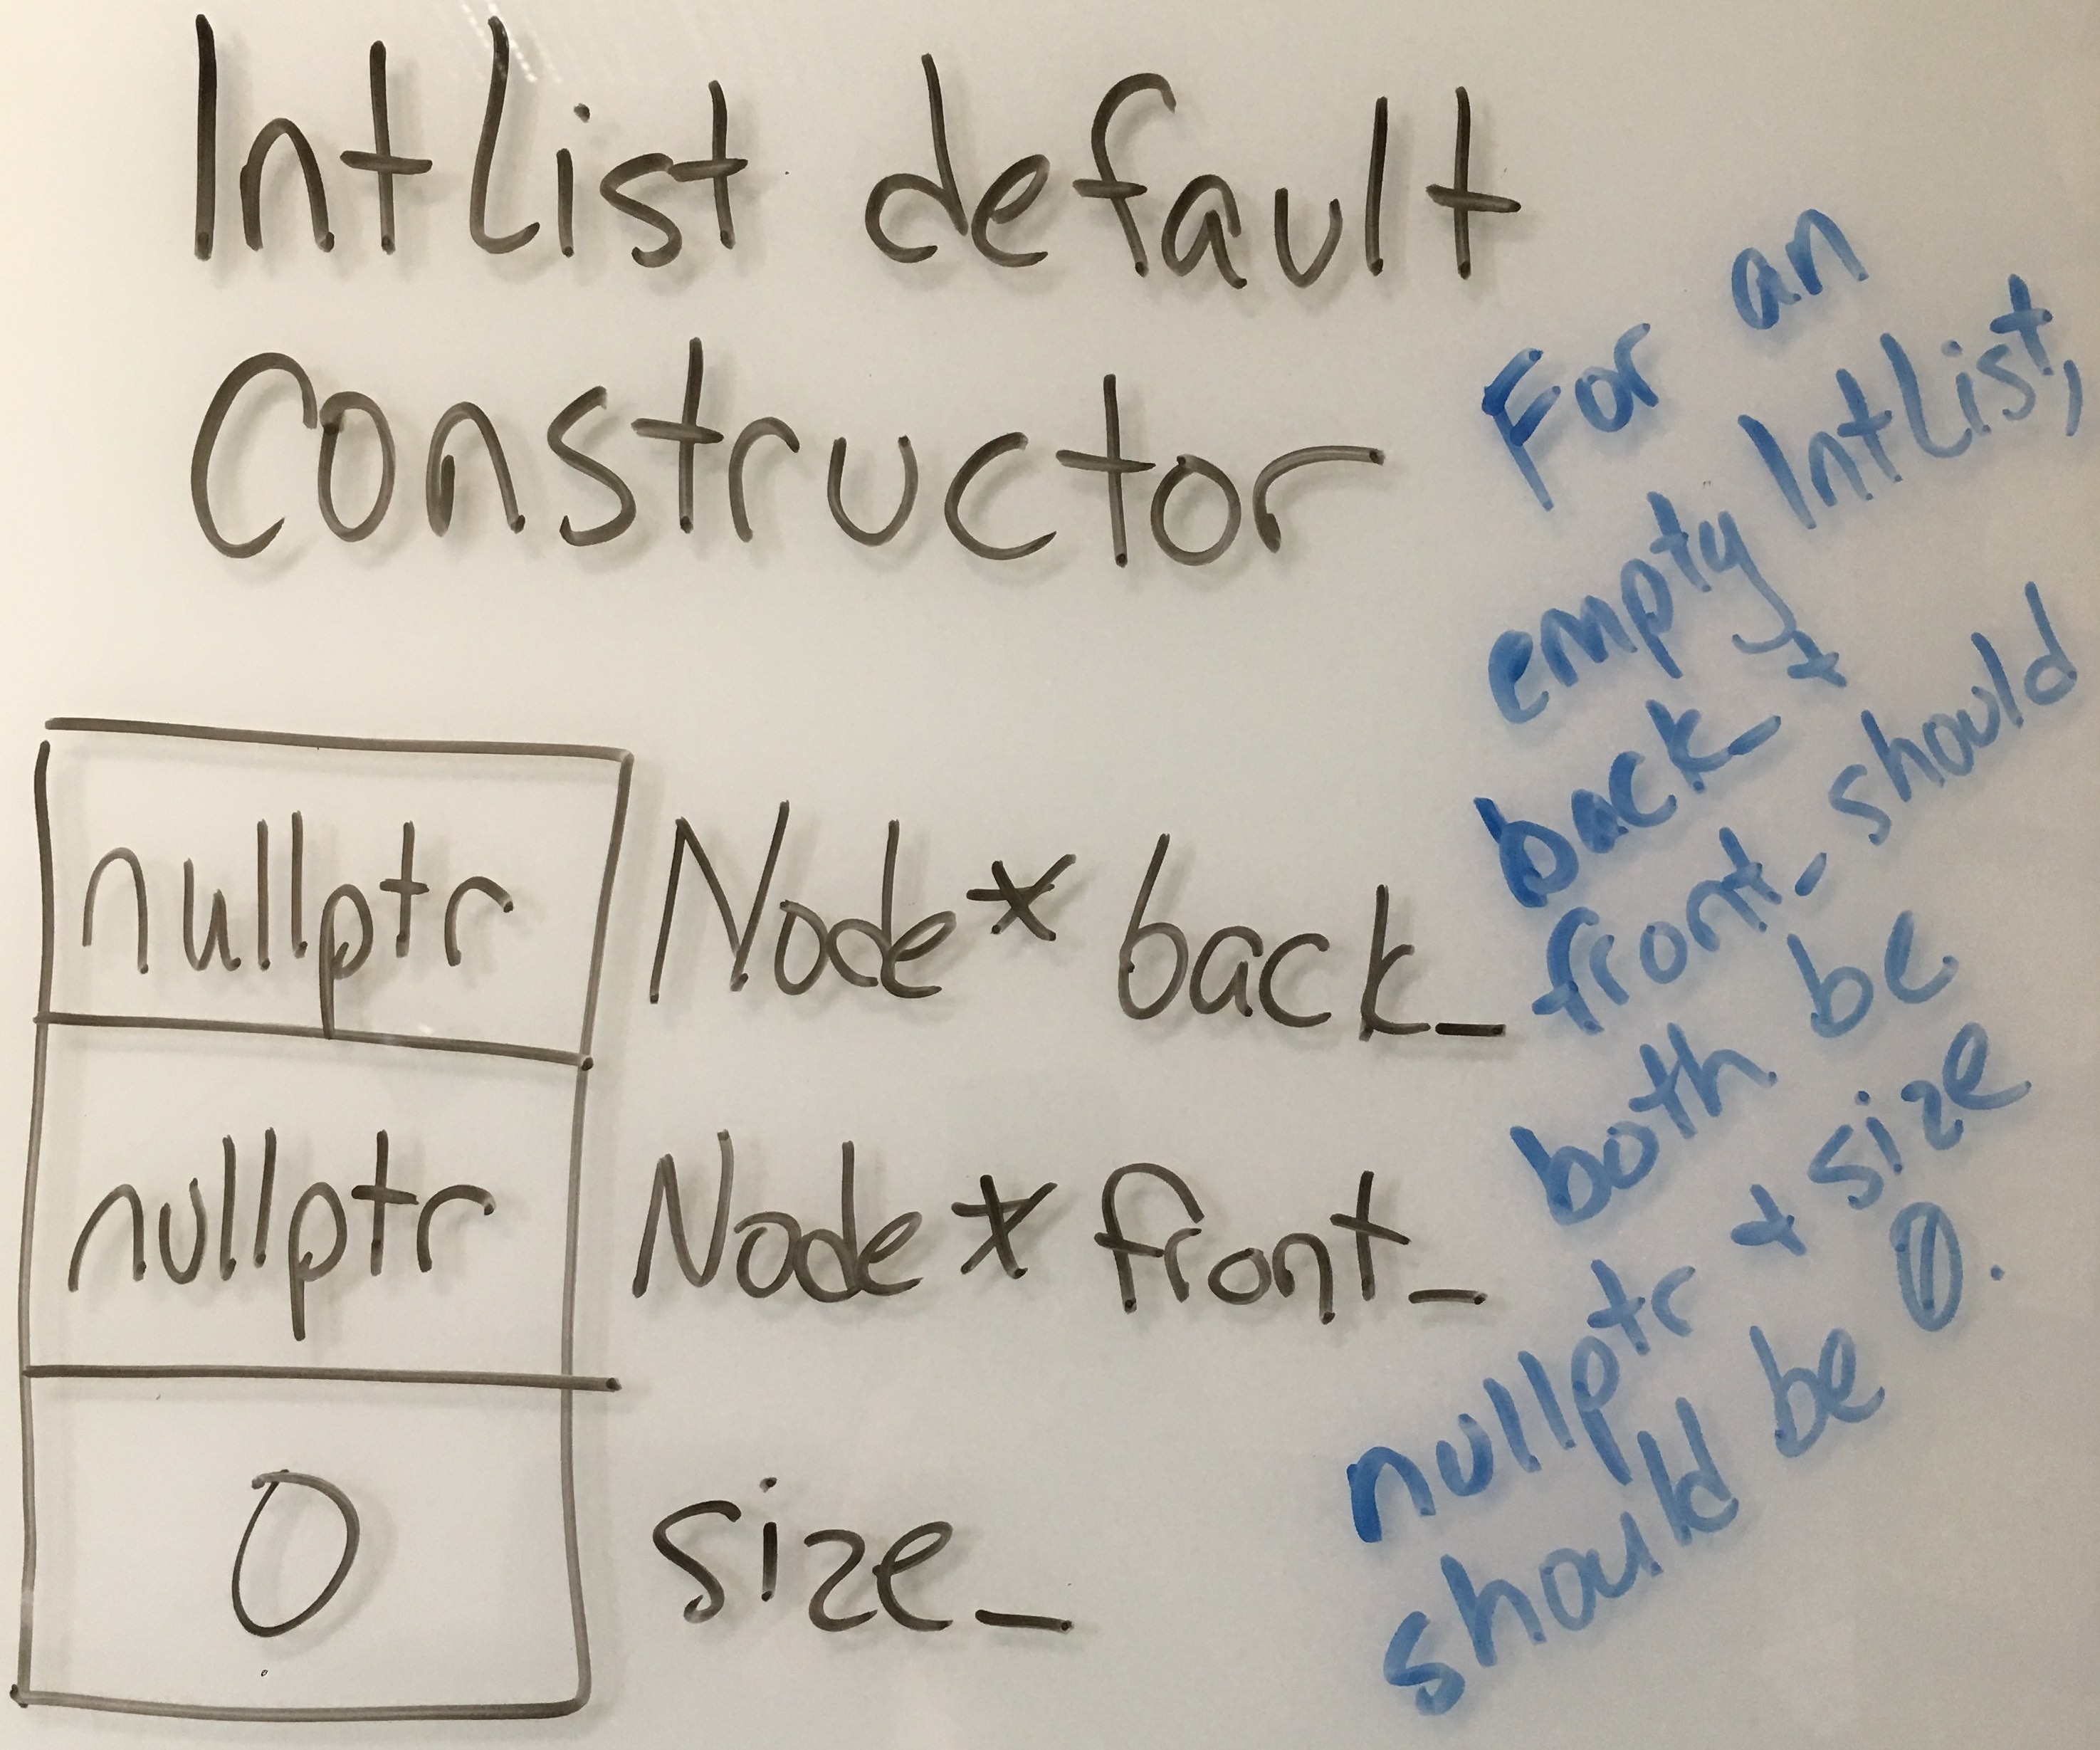 IntList default
Constructor
nullptr Node* back_
nullptr Node* front_
0 size_
For an
empty IntList,
back_ +
front_ should
both be
nullptr + size
should be 0.